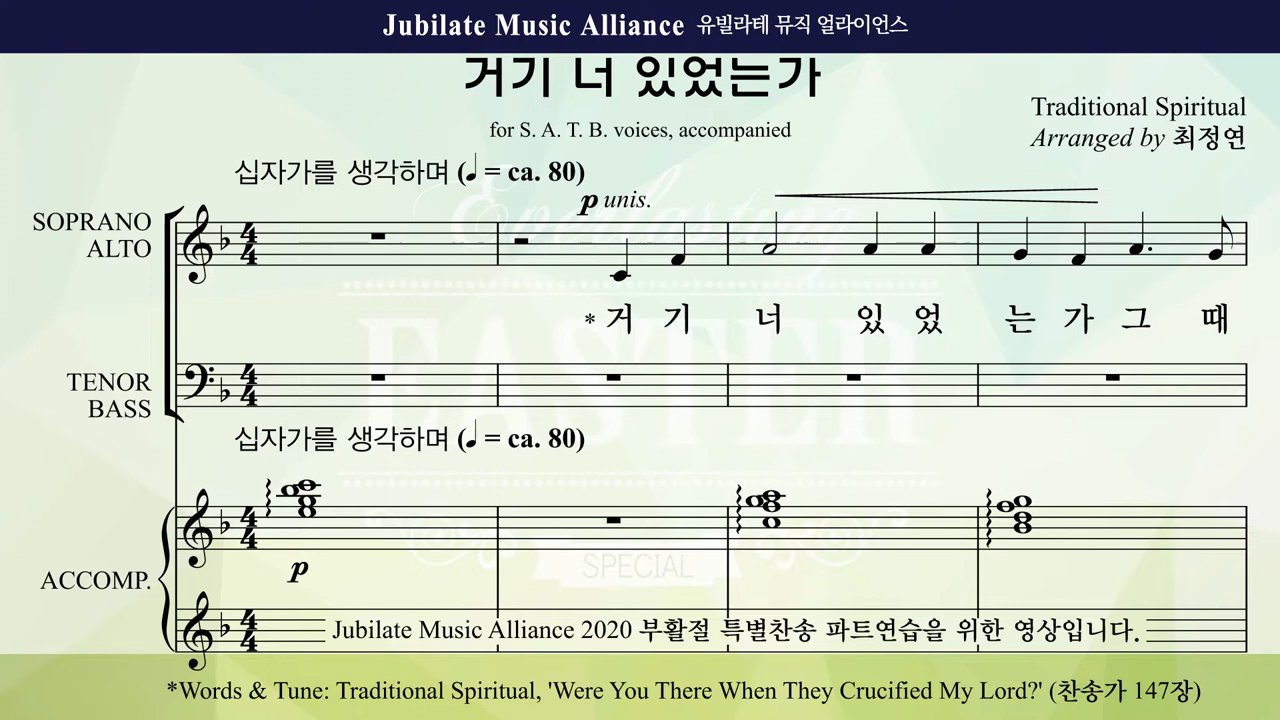 Jubilate Music Alliance 유빌라테 뮤직 얼라이언스
거기 너 있었는가
for S. A. T. B. voices, accompanied
Traditional Spiritual
Arranged by 최정연
십자가를 생각하며 (♩ = ca. 80)
p unis.
SOPRANO
ALTO
*거 기 너 있 었 는 가 그 때
TENOR
BASS
십자가를 생각하며 (♩ = ca. 80)
Everlasting
EASTER
SPECIAL
p
ACCOMP.
Jubilate Music Alliance 2020 부활절 특별찬송 파트연습을 위한 영상입니다.
*Words & Tune: Traditional Spiritual, 'Were You There When They Crucified My Lord?' (찬송가 147장)